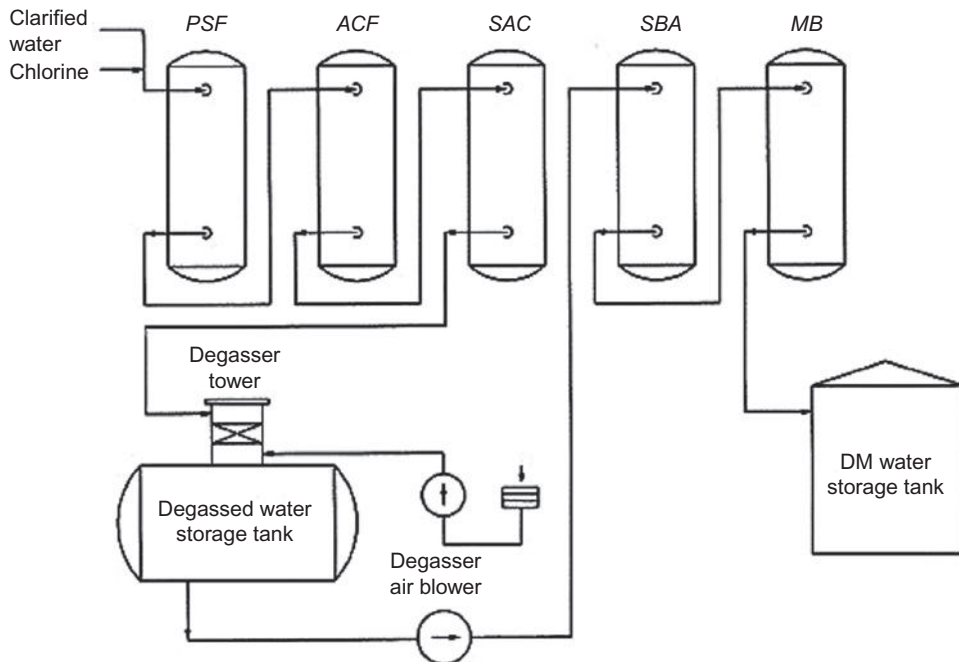 Clarified
water
Chlorine
PSF
ACF
SAC
SBA
MB
Degasser
tower
Degassed water
storage tank
Degasser
air blower
DM water
storage tank